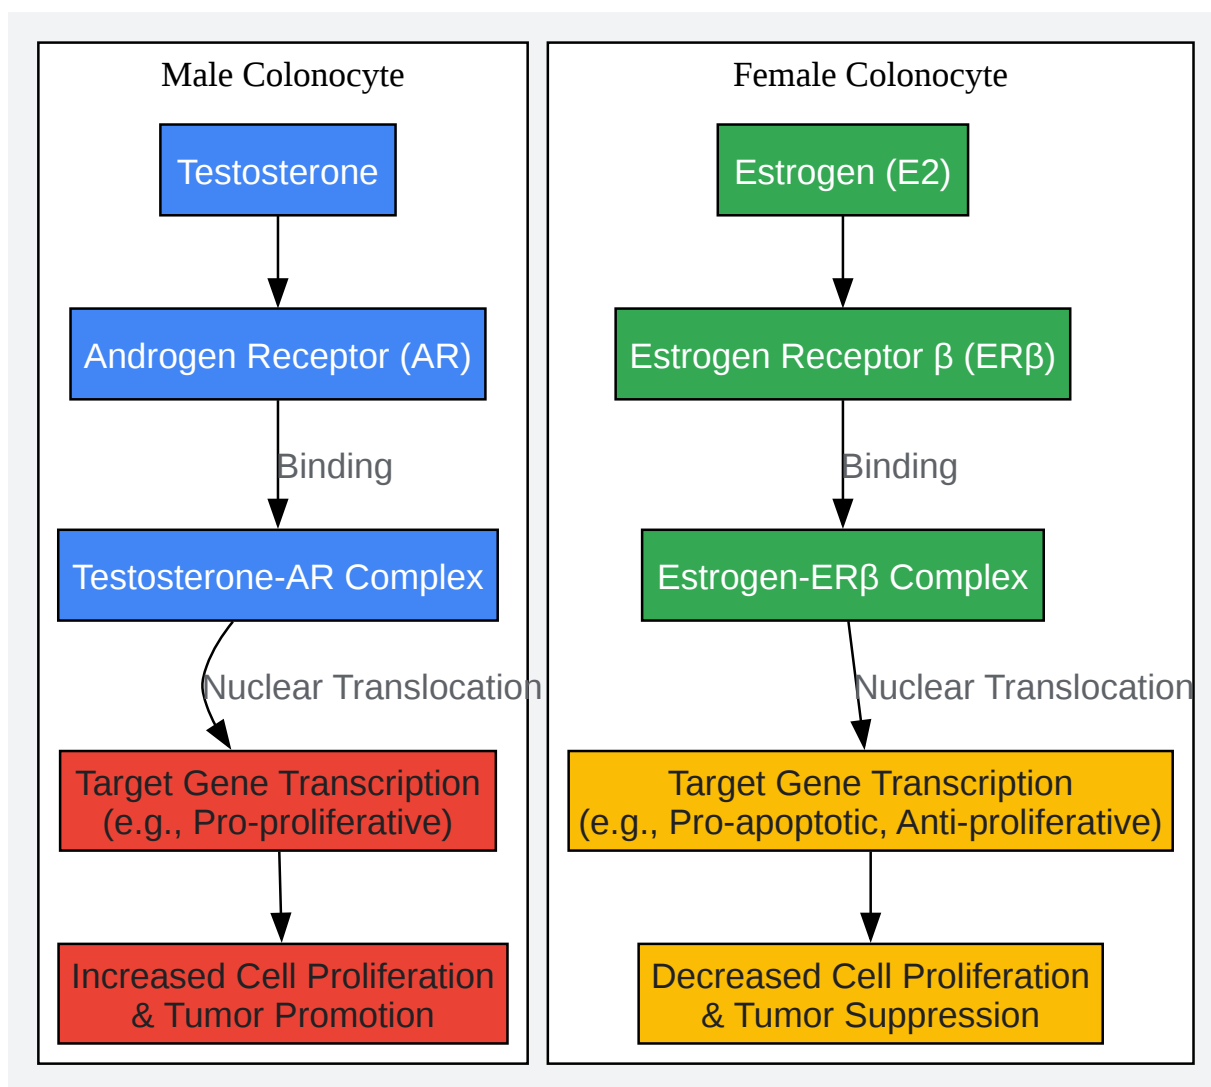 Male Colonocyte
Testosterone
Androgen Receptor (AR)
Binding
Testosterone-AR Complex
Nuclear Translocation
Target Gene Transcription
(e.g., Pro-proliferative)
Increased Cell Proliferation
& Tumor Promotion
Female Colonocyte
Estrogen (E2)
Estrogen Receptor β (ERβ)
Binding
Estrogen-ERβ Complex
Nuclear Translocation
Target Gene Transcription
(e.g., Pro-apoptotic, Anti-proliferative)
Decreased Cell Proliferation
& Tumor Suppression